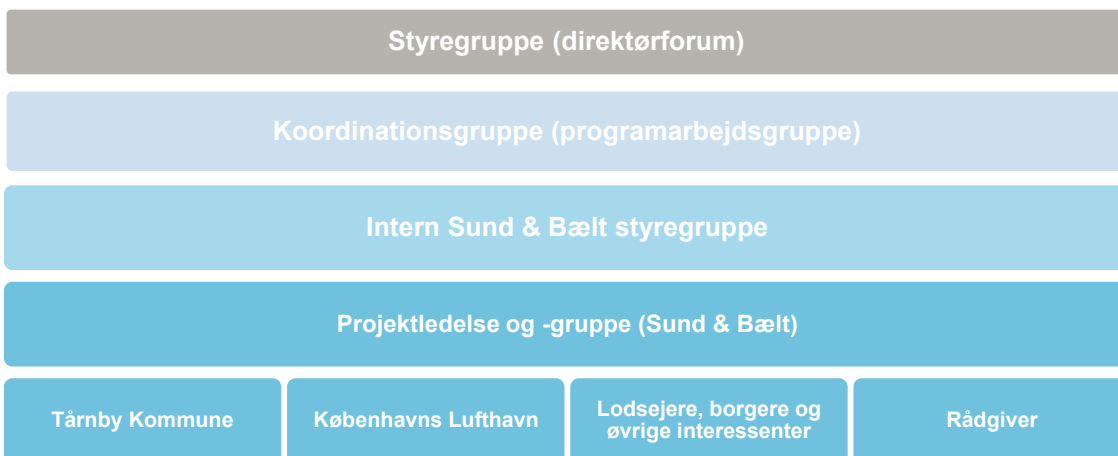 Styregruppe (direktørforum)
Koordinationsgruppe (programarbejdsgruppe)
Intern Sund & Bælt styregruppe
Projektledelse og -gruppe (Sund & Bælt)
Tårnby Kommune
Københavns Lufthavn
Lodsejere, borgere og
øvrige interessenter
Rådgiver